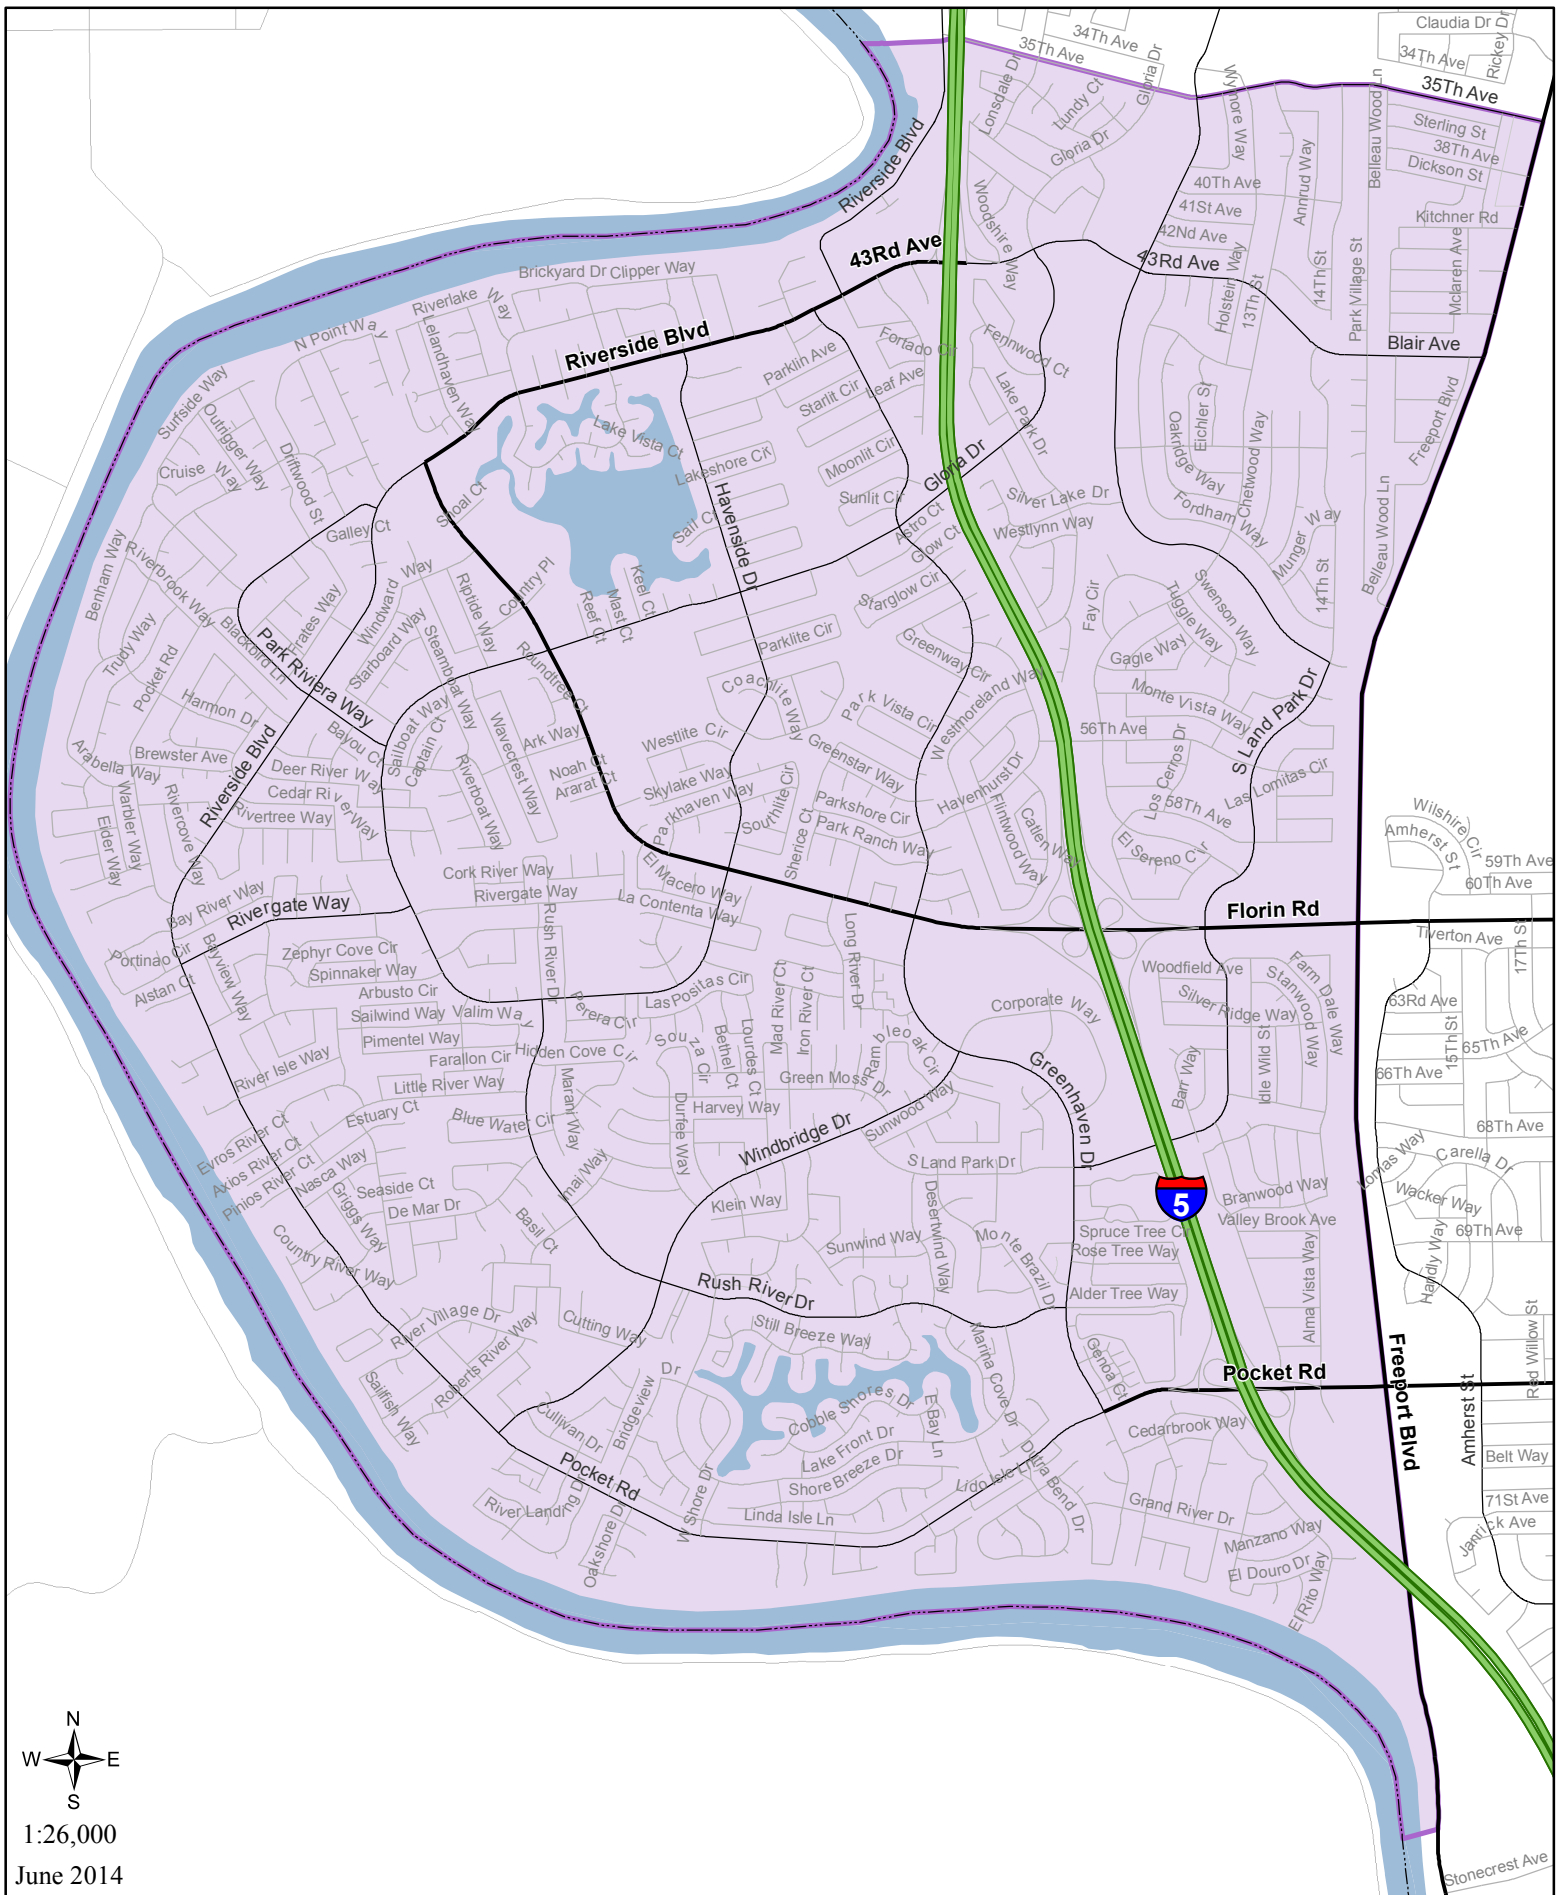 Claudia Dr
34Th Ave
Rickey Dr
35Th Ave
34Th Ave
Gloria Dr
35Th Ave
Lonsdale Dr
Lundy Ct
Gloria Dr
Wymore Way
Belleau Wood Ln
Sterling St
38Th Ave
Dickson St
Riverside Blvd
Woodshire Way
40Th Ave
41St Ave
42Nd Ave
Annrud Way
Kitchner Rd
43Rd Ave
43Rd Ave
Holstein Way
13Th St
14Th St
Park Village St
Mclaren Ave
Brickyard Dr
Clipper Way
Riverlake Way
N Point Way
Lelandhaven Way
Riverside Blvd
Parklin Ave
Fortado Cir
Fennwood Ct
Blair Ave
Starlit Cir
Leaf Ave
Lake Park Dr
Eichler St
Oakridge Way
Chetwood Way
Freeport Blvd
Surfside Way
Outrigger Way
Cruise Way
Driftwood St
Lake Vista Ct
Lakeshore Cir
Moonlit Cir
Gloria Dr
Sunlit Cir
Silver Lake Dr
Westlynn Way
Fordham Way
Munger Way
14Th St
Belleau Wood Ln
Shoal Ct
Sail Ct
Havenside Dr
Astro Ct
Glow Ct
Galley Ct
Benham Way
Riverbrook Way
Windward Way
Riptide Way
Country Pl
Keel Ct
Mast Ct
Reef Ct
Starglow Cir
Fay Cir
Tuggle Way
Swenson Way
Gagle Way
Trudy Way
Pocket Rd
Blackbird Ln
Pirates Way
Starboard Way
Steamboat Way
Park Riviera Way
Roundtree Ct
Parklite Cir
Greenway Cir
Coachlite Way
Park Vista Cir
Westmoreland Way
Monte Vista Way
S Land Park Dr
Harmon Dr
Bayou Ct
Sailboat Way
Captain Ct
Wavecrest Way
Ark Way
Westlite Cir
Greenstar Way
56Th Ave
Arabella Way
Brewster Ave
Deer River Way
Noah Ct
Ararat Ct
Skylake Way
Parkhaven Way
Southlite Cir
Havenhurst Dr
Los Cerros Dr
Las Lomitas Cir
Riverside Blvd
Cedar River Way
Rivertree Way
Riverboat Way
Parkshore Cir
Park Ranch Way
Sherice Ct
Flintwood Way
Catlen Way
58Th Ave
El Sereno Cir
Wilshire Cir
Amherst St
59Th Ave
60Th Ave
Warbler Way
Eider Way
Rivercove Way
Cork River Way
Rivergate Way
El Macero Way
La Contenta Way
Bay River Way
Rivergate Way
Florin Rd
Portinao Cir
Alstan Ct
Bayview Way
Zephyr Cove Cir
Spinnaker Way
Arbusto Cir
Rush River Dr
Long River Dr
Woodfield Ave
Farm Dale Way
Stanwood Way
Tiverton Ave
17Th St
Sailwind Way
Valim Way
Perera Cir
Las Positas Cir
Mad River Ct
Iron River Ct
Corporate Way
Silver Ridge Way
63Rd Ave
Pimentel Way
Farallon Cir
Hidden Cove Cir
Souza Cir
Bethel Ct
Lourdes Ct
Rambleoak Cir
Greenhaven Dr
Idle Wild St
15Th St
65Th Ave
River Isle Way
Little River Way
Marani Way
Green Moss Dr
Barr Way
66Th Ave
Estuary Ct
Blue Water Cir
Durfee Way
Harvey Way
Windbridge Dr
Sunwood Way
68Th Ave
Evros River Ct
Axios River Ct
Pinios River Ct
Nasca Way
Griggs Way
Seaside Ct
De Mar Dr
Imai Way
Basil Ct
Klein Way
S Land Park Dr
Desertwind Way
5
Branwood Way
Lomas Way
Carella Dr
Wacker Way
Country River Way
Sunwind Way
Monte Brazil Dr
Spruce Tree Cir
Rose Tree Way
Valley Brook Ave
69Th Ave
Handly Way
Rush River Dr
Alder Tree Way
Alma Vista Way
River Village Dr
Roberts River Way
Cutting Way
Still Breeze Way
Marina Cove Dr
Genoa Ct
Pocket Rd
Freeport Blvd
Red Willow St
Amherst St
Sailfish Way
Cullivan Dr
Bridgeview Dr
Cobble Shores Dr
E Bay Ln
Cedarbrook Way
Lake Front Dr
Shore Breeze Dr
Dutra Bend Dr
Lido Isle Ln
Belt Way
Pocket Rd
River Landing Dr
Oakshore Dr
W Shore Dr
Linda Isle Ln
Grand River Dr
Manzano Way
71St Ave
Janrick Ave
El Douro Dr
El Rito Way
N
W E
S
1:26,000
June 2014
Stonecrest Ave